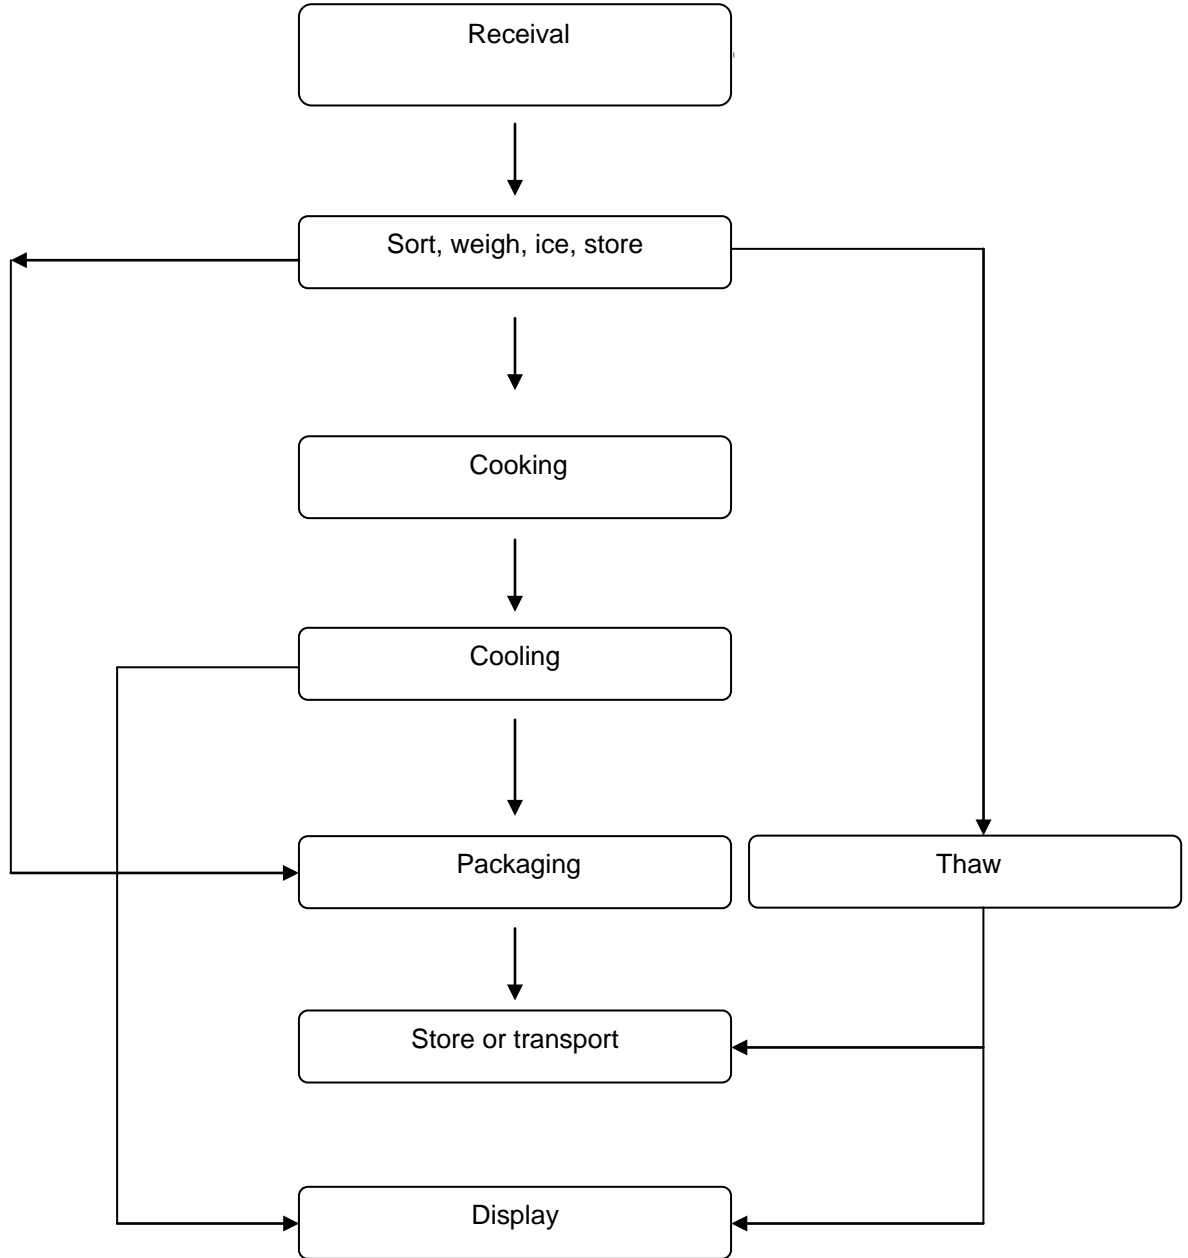 Receival
Sort, weigh, ice, store
Cooking
Cooling
Packaging
Thaw
Store or transport
Display